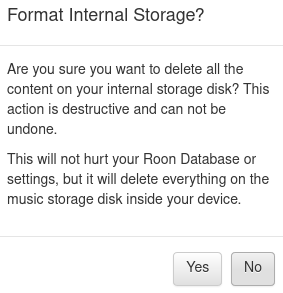 Format Internal Storage?
Are you sure you want to delete all the
content on your internal storage disk? This
action is destructive and can not be
undone.
This will not hurt your Roon Database or
settings, but it will delete everything on the
music storage disk inside your device.
Yes No